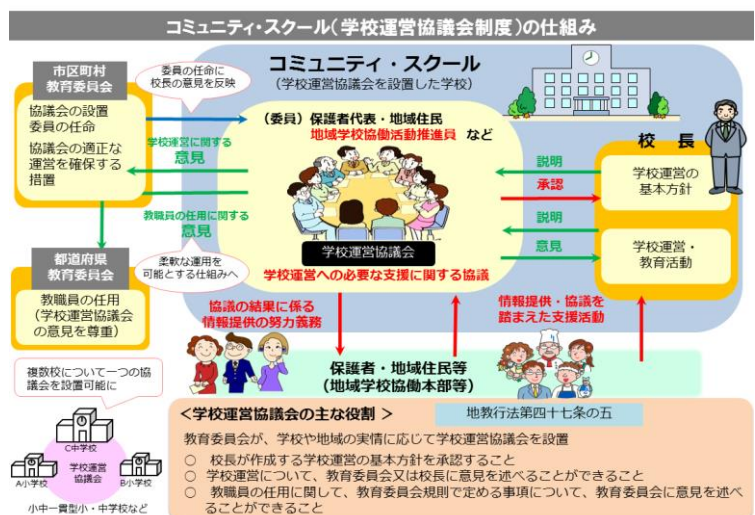 コミュニティ・スクール(学校運営協議会制度)の仕組み
市区町村
教育委員会
協議会の設置
委員の任命
協議会の適正な
運営を確保する
措置
委員の任命に
校長の意見を反映
学校運営に関する
意見
教職員の任用に関する
意見
柔軟な運用を
可能とする仕組みへ
都道府県
教育委員会
教職員の任用
(学校運営協議会
の意見を尊重)
コミュニティ・スクール
(学校運営協議会を設置した学校)
(委員)保護者代表・地域住民
地域学校協働活動推進員 など
学校運営協議会
学校運営への必要な支援に関する協議
説明
承認
説明
意見
校長
学校運営の
基本方針
学校運営・
教育活動
協議の結果に係る
情報提供の努力義務
情報提供・協議を
踏まえた支援活動
保護者・地域住民等
(地域学校協働本部等)
複数校について一つの協
議会を設置可能に
C中学校
学校運営
協議会
A小学校
B小学校
小中一貫型小・中学校など
<学校運営協議会の主な役割 >
地教行法第四十七条の五
教育委員会が、学校や地域の実情に応じて学校運営協議会を設置
○ 校長が作成する学校運営の基本方針を承認すること
○ 学校運営について、教育委員会又は校長に意見を述べることができること
○ 教職員の任用に関して、教育委員会規則で定める事項について、教育委員会に意見を述べ
ることができること